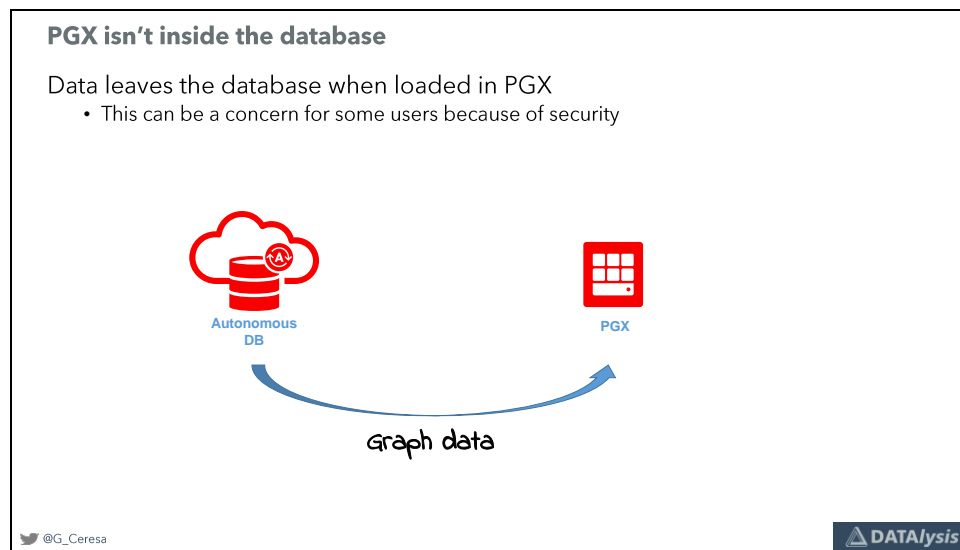 PGX isn’t inside the database
Data leaves the database when loaded in PGX
• This can be a concern for some users because of security
A
Autonomous
DB
PGX
Graph data
@G_Ceresa
DATAlysis